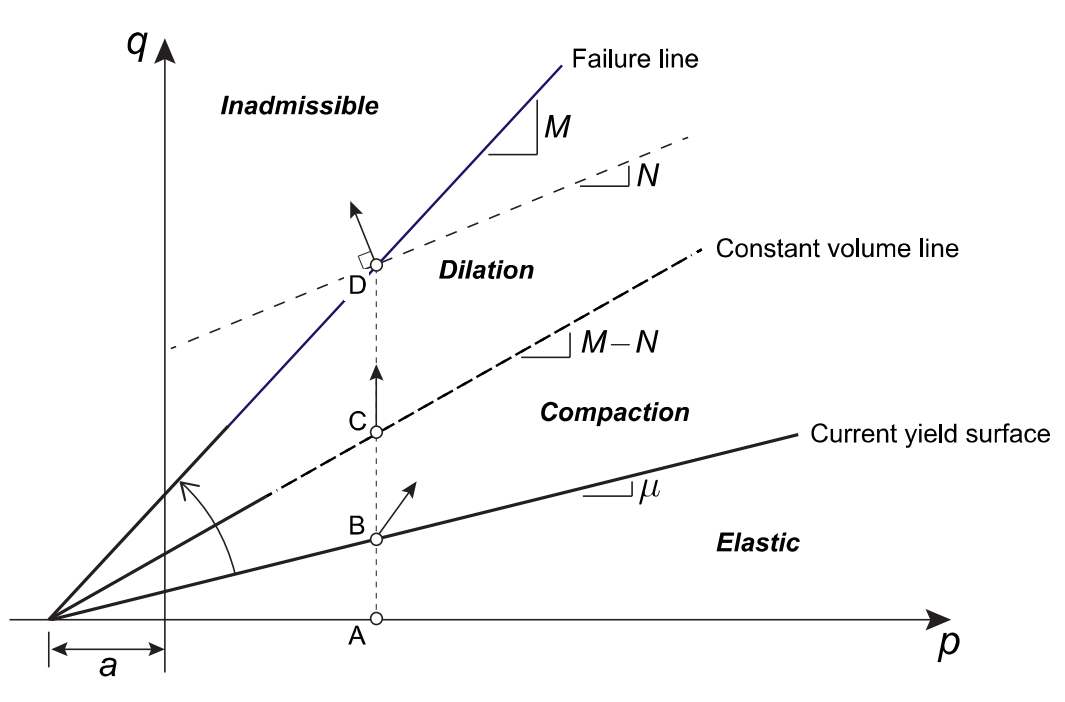 q
Failure line
Inadmissible
M
N
Constant volume line
Dilation
D
M−N
C
Compaction
Current yield surface
μ
B
Elastic
A
p
a